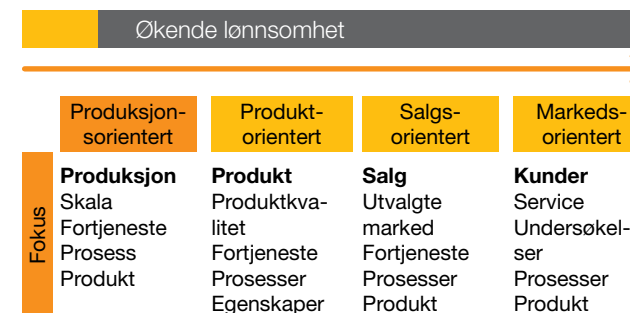 Økende lønnsomhet
Produksjon-
sorientert
Produkt-
orientert
Salgs-
orientert
Markeds-
orientert
Fokus
Produksjon
Skala
Fortjeneste
Prosess
Produkt
Produkt
Produktkva-
litet
Fortjeneste
Prosesser
Egenskaper
Salg
Utvalgte
marked
Fortjeneste
Prosesser
Produkt
Kunder
Service
Undersøkel-
ser
Prosesser
Produkt